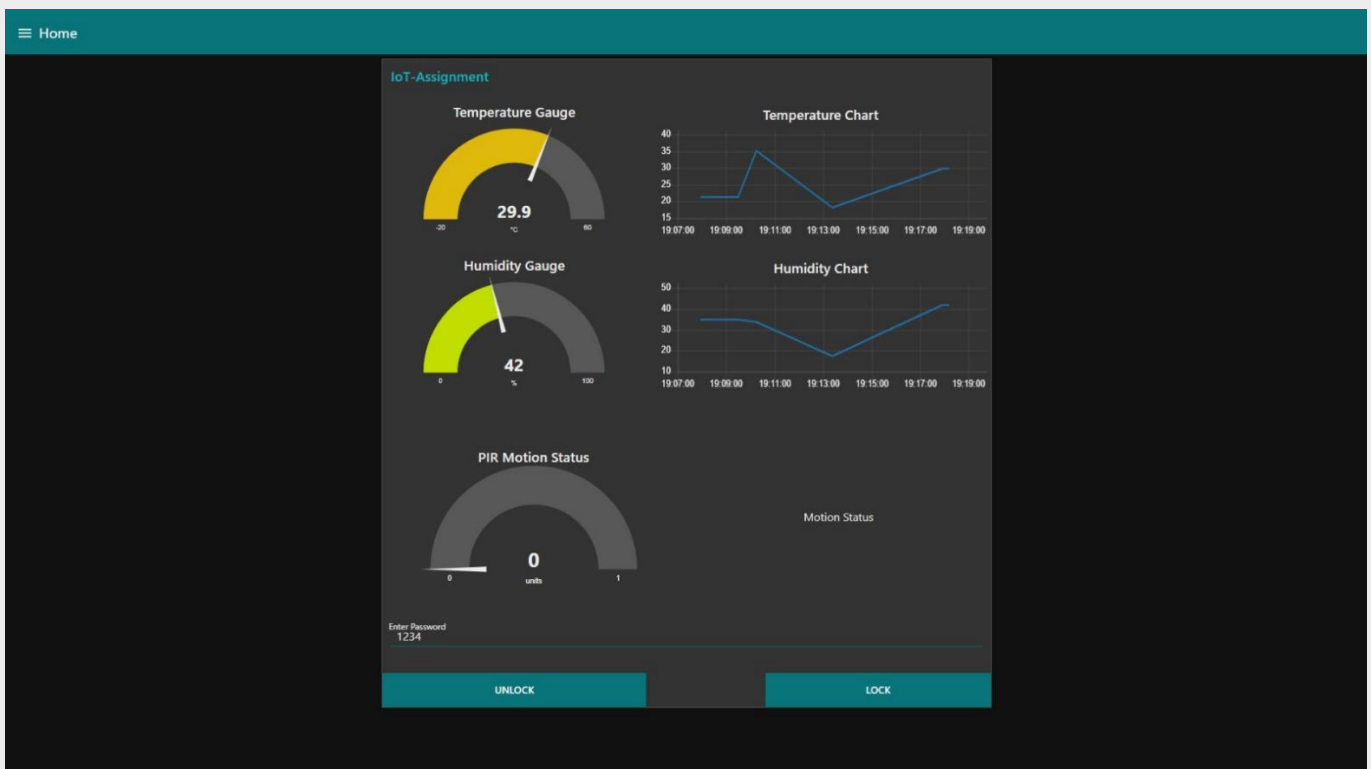 Home
IoT-Assignment
Temperature Gauge
29.9
°C
-20
60
Temperature Chart
40
35
30
25
20
15
19:07:00 19:09:00 19:11:00 19:13:00 19:15:00 19:17:00 19:19:00
Humidity Gauge
42
%
0
100
Humidity Chart
50
40
30
20
10
19:07:00 19:09:00 19:11:00 19:13:00 19:15:00 19:17:00 19:19:00
PIR Motion Status
0
units
0
1
Motion Status
Enter Password
1234
UNLOCK
LOCK